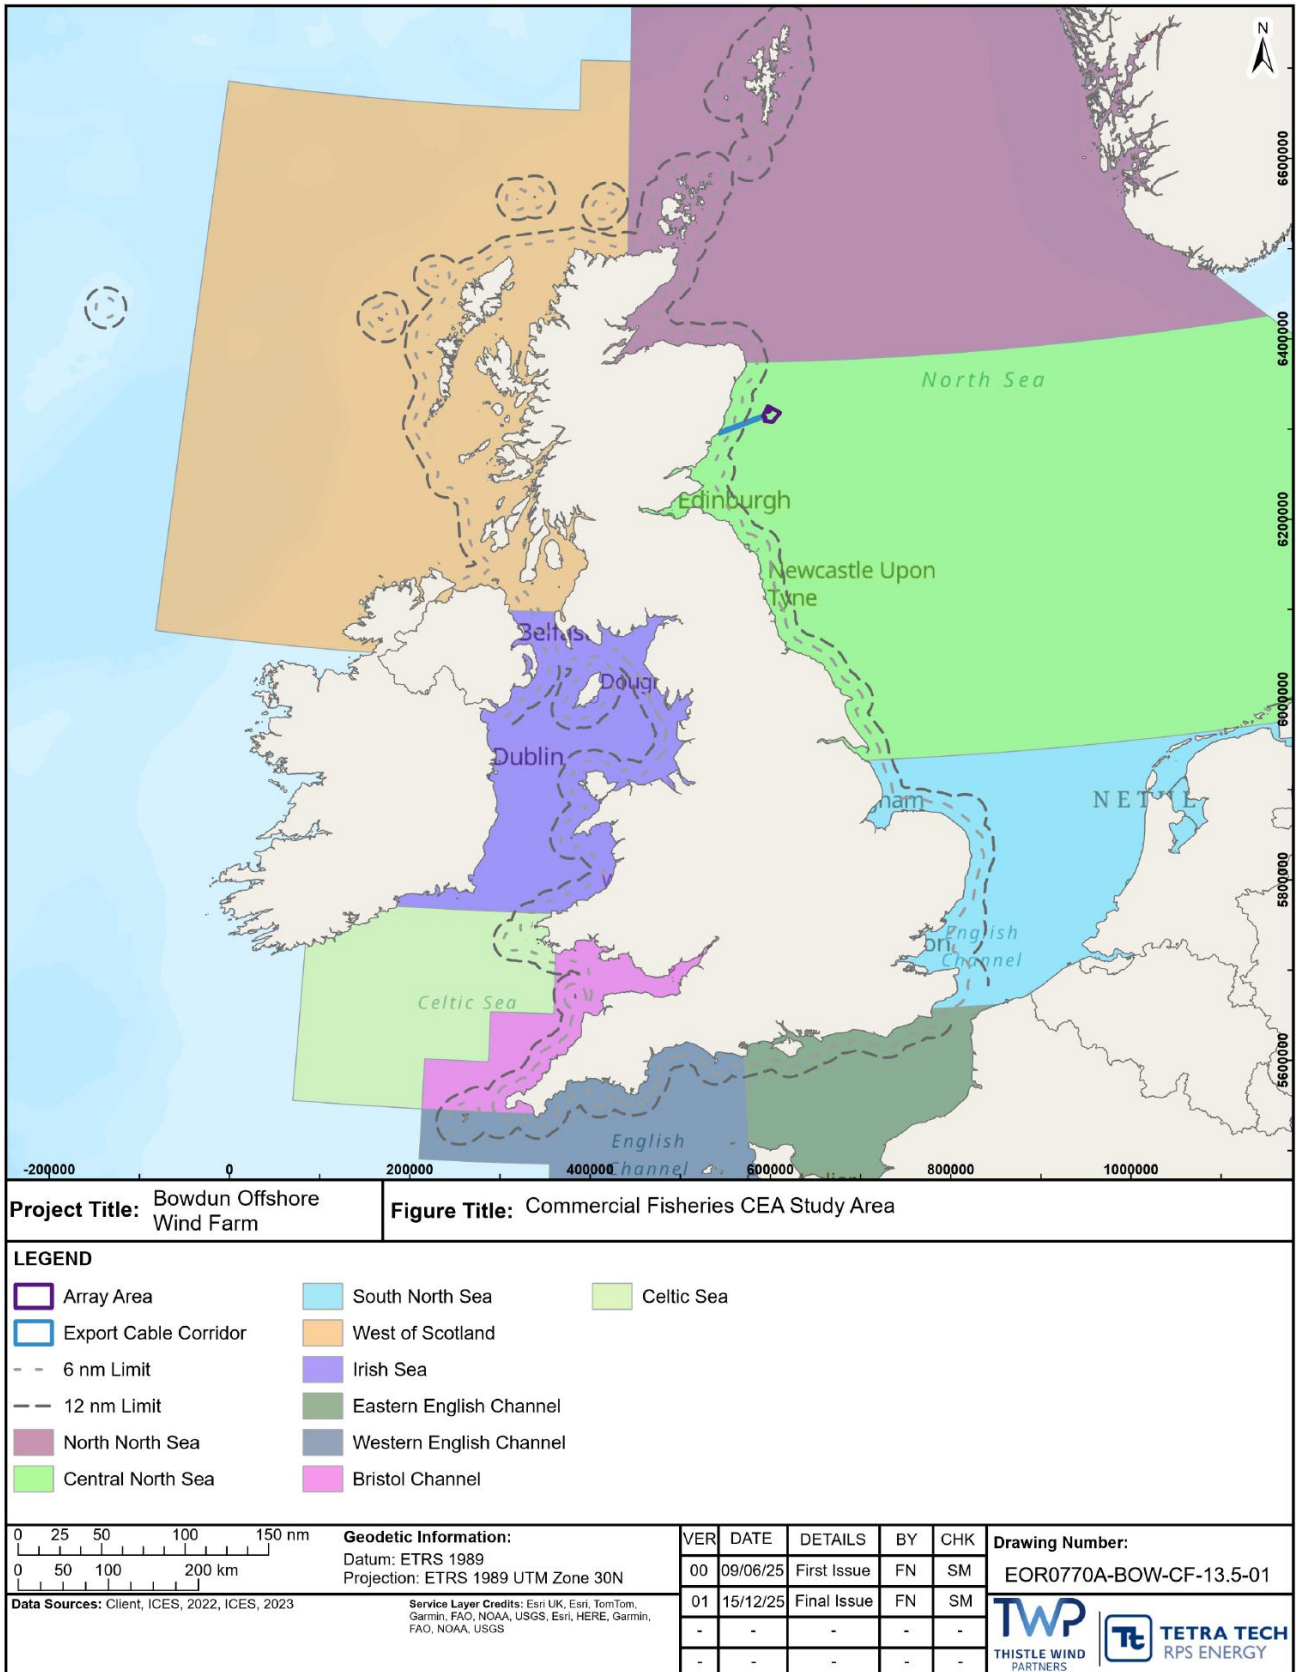 N
6600000
6400000
North Sea
Edinburgh
6200000
Newcastle Upon
Tyne
Belfas
Dougr
6000000
Dublin
ham
NETHL
5800000
W
on
English
Channel
Celtic Sea
5600000
English
Channel
-200000 0 200000 400000 600000 800000 1000000
Project Title: Bowdun Offshore
Wind Farm
Figure Title: Commercial Fisheries CEA Study Area
LEGEND
Array Area
Export Cable Corridor
6 nm Limit
12 nm Limit
North North Sea
Central North Sea
South North Sea
West of Scotland
Irish Sea
Eastern English Channel
Western English Channel
Bristol Channel
Celtic Sea
0 25 50 100 150 nm
0 50 100 200 km
Geodetic Information:
Datum: ETRS 1989
Projection: ETRS 1989 UTM Zone 30N
Data Sources: Client, ICES, 2022, ICES, 2023
Service Layer Credits: Esri UK, Esri, TomTom,
Garmin, FAO, NOAA, USGS, Esri, HERE, Garmin,
FAO, NOAA, USGS
VER DATE DETAILS BY CHK
00 09/06/25 First Issue FN SM
01 15/12/25 Final Issue FN SM
- - - - -
- - - - -
Drawing Number:
EOR0770A-BOW-CF-13.5-01
TWP
THISTLE WIND
PARTNERS
Tt
TETRA TECH
RPS ENERGY